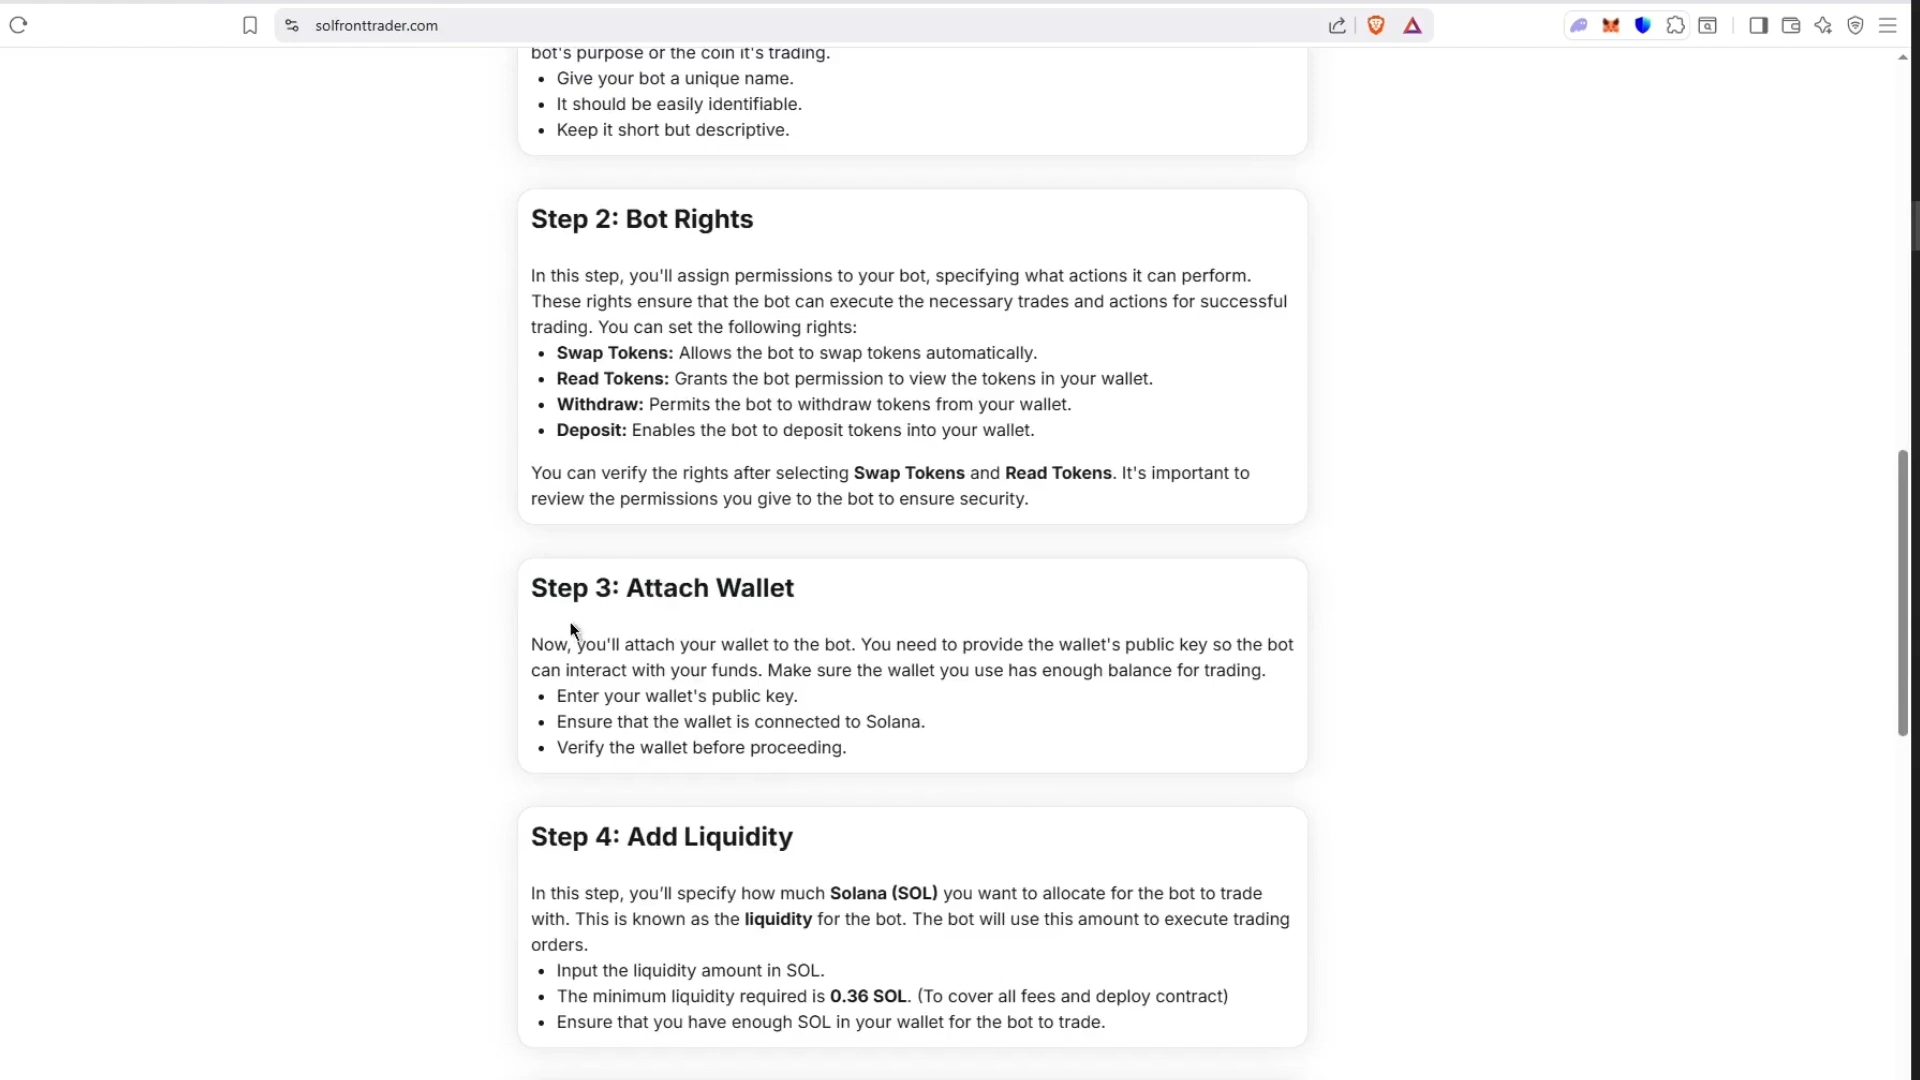 solfronttrader.com
bot's purpose or the coin it's trading.
• Give your bot a unique name.
• It should be easily identifiable.
• Keep it short but descriptive.
Step 2: Bot Rights
In this step, you'll assign permissions to your bot, specifying what actions it can perform.
These rights ensure that the bot can execute the necessary trades and actions for successful
trading. You can set the following rights:
• Swap Tokens: Allows the bot to swap tokens automatically.
• Read Tokens: Grants the bot permission to view the tokens in your wallet.
• Withdraw: Permits the bot to withdraw tokens from your wallet.
• Deposit: Enables the bot to deposit tokens into your wallet.
You can verify the rights after selecting Swap Tokens and Read Tokens. It's important to
review the permissions you give to the bot to ensure security.
Step 3: Attach Wallet
Now, you'll attach your wallet to the bot. You need to provide the wallet's public key so the bot
can interact with your funds. Make sure the wallet you use has enough balance for trading.
• Enter your wallet's public key.
• Ensure that the wallet is connected to Solana.
• Verify the wallet before proceeding.
Step 4: Add Liquidity
In this step, you’ll specify how much Solana (SOL) you want to allocate for the bot to trade
with. This is known as the liquidity for the bot. The bot will use this amount to execute trading
orders.
• Input the liquidity amount in SOL.
• The minimum liquidity required is 0.36 SOL. (To cover all fees and deploy contract)
• Ensure that you have enough SOL in your wallet for the bot to trade.